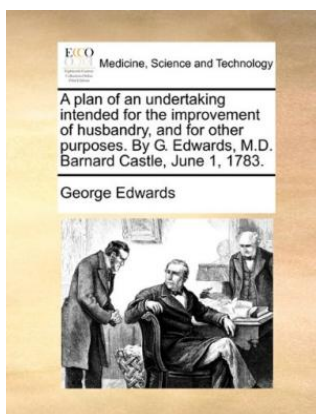 ECCO
Medicine, Science and Technology
A plan of an undertaking
intended for the improvement
of husbandry, and for other
purposes. By G. Edwards, M.D.
Barnard Castle, June 1, 1783.
George Edwards